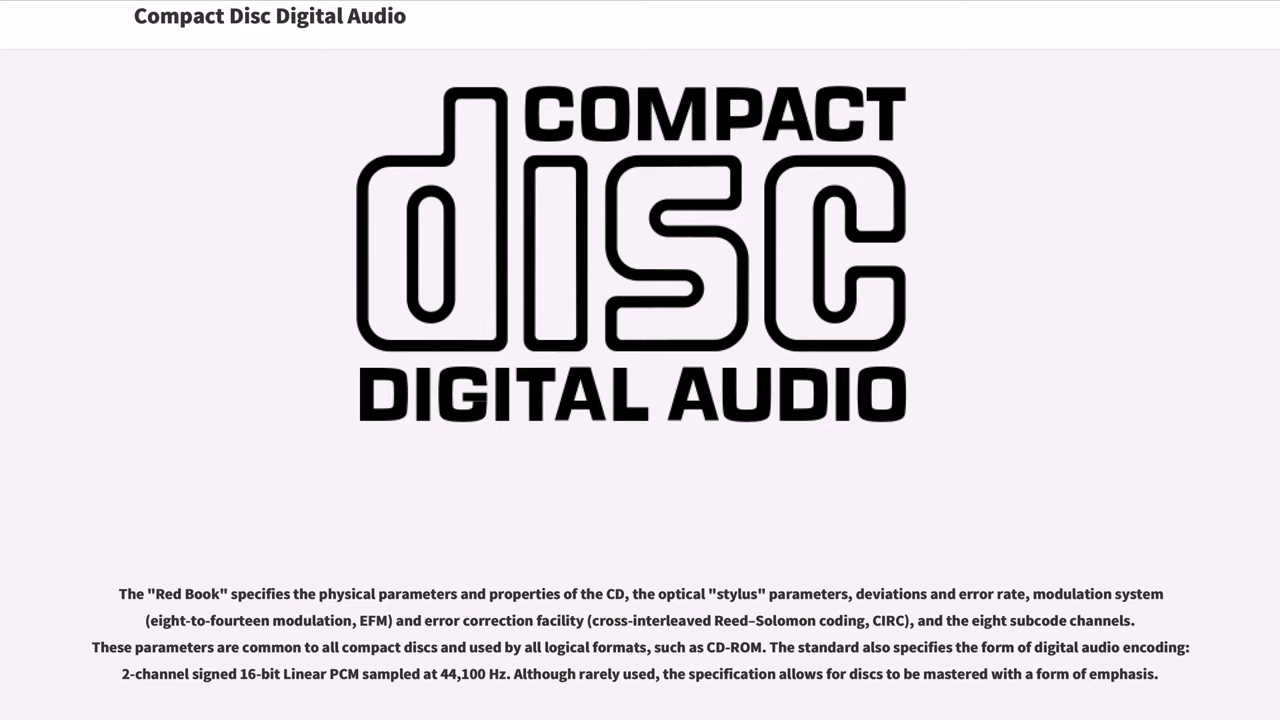 Compact Disc Digital Audio
COMPACT
disc
DIGITAL AUDIO
The "Red Book" specifies the physical parameters and properties of the CD, the optical "stylus" parameters, deviations and error rate, modulation system
(eight-to-fourteen modulation, EFM) and error correction facility (cross-interleaved Reed–Solomon coding, CIRC), and the eight subcode channels.
These parameters are common to all compact discs and used by all logical formats, such as CD-ROM. The standard also specifies the form of digital audio encoding:
2-channel signed 16-bit Linear PCM sampled at 44,100 Hz. Although rarely used, the specification allows for discs to be mastered with a form of emphasis.